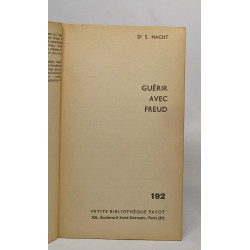 Dr S. NACHT
GUÉRIR
AVEC
FREUD
192
PETITE BIBLIOTHÈQUE PAYOT
106, Boulevard Saint-Germain, Paris (6e)